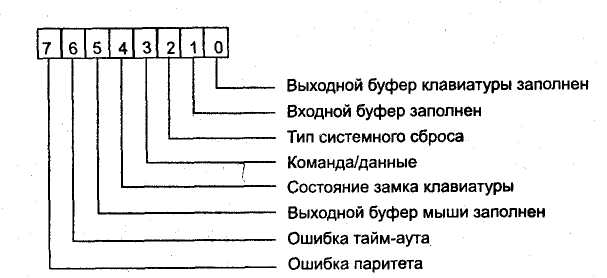 7 6 5 4 3 2 1 0
Выходной буфер клавиатуры заполнен
Входной буфер заполнен
Тип системного сброса
Команда/данные
Состояние замка клавиатуры
Выходной буфер мыши заполнен
Ошибка тайм-аута
Ошибка паритета